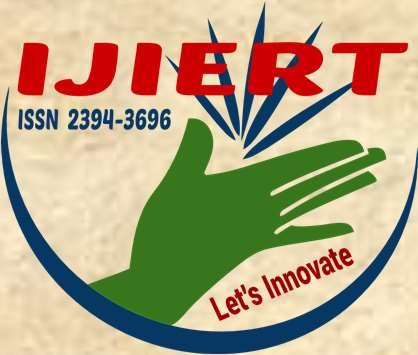 IJIERT
ISSN 2394-3696
Let's Innovate